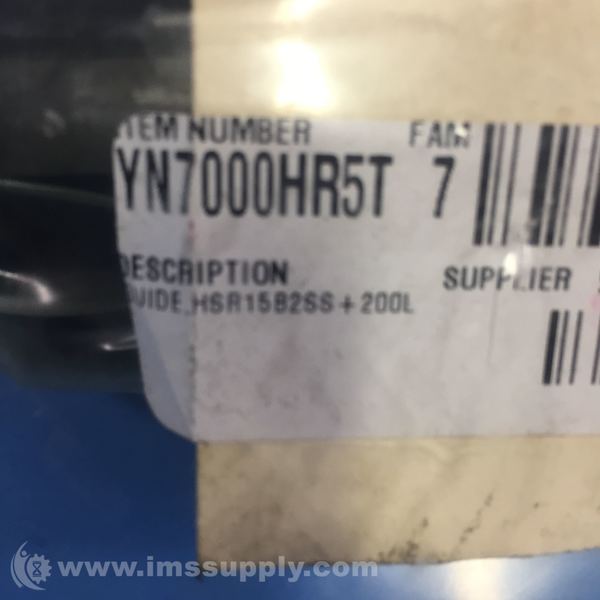 ITEM NUMBER FAM
YN7000HR5T 7
DESCRIPTION SUPPLIER
GUIDE,HSR15B2SS+200L
www.imssupply.com